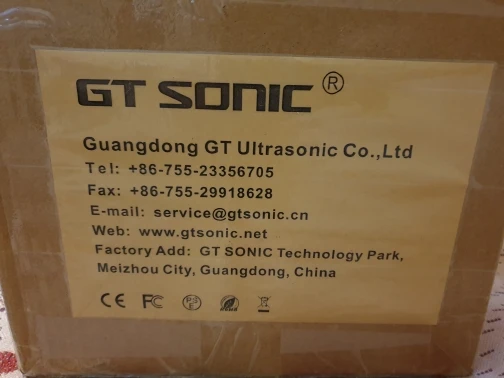 GT SONIC ®
Guangdong GT Ultrasonic Co.,Ltd
Tel: +86-755-23356705
Fax: +86-755-29918628
E-mail: service@gtsonic.cn
Web: www.gtsonic.net
Factory Add: GT SONIC Technology Park,
Meizhou City, Guangdong, China
CE FC